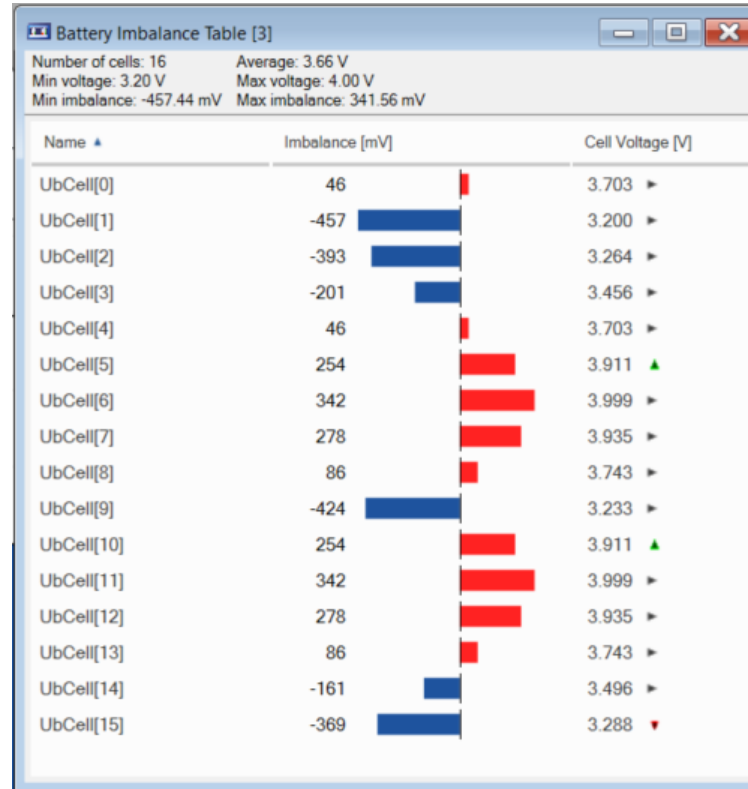 Battery Imbalance Table [3]
Number of cells: 16 Average: 3.66 V
Min voltage: 3.20 V Max voltage: 4.00 V
Min imbalance: -457.44 mV Max imbalance: 341.56 mV
Name Imbalance [mV] Cell Voltage [V]
UbCell[0] 46 3.703
UbCell[1] -457 3.200
UbCell[2] -393 3.264
UbCell[3] -201 3.456
UbCell[4] 46 3.703
UbCell[5] 254 3.911
UbCell[6] 342 3.999
UbCell[7] 278 3.935
UbCell[8] 86 3.743
UbCell[9] -424 3.233
UbCell[10] 254 3.911
UbCell[11] 342 3.999
UbCell[12] 278 3.935
UbCell[13] 86 3.743
UbCell[14] -161 3.496
UbCell[15] -369 3.288